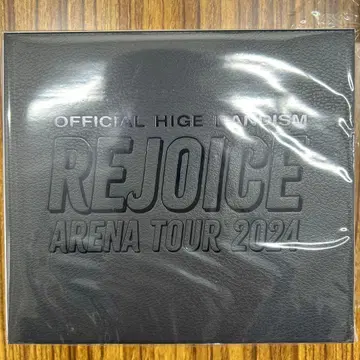 OFFICIAL HIGE DANDISM
REJOICE
ARENA TOUR 2024